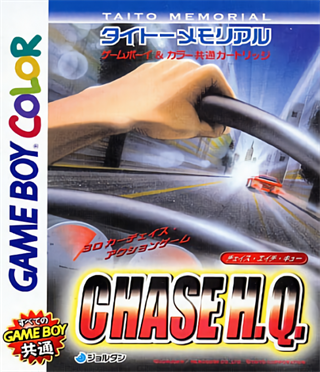 TAITO MEMORIAL
タイトーメモリアル
ゲームボーイ&カラー共通カートリッジ
GAME BOY COLOR
3Dカーチェイス・
アクションゲーム
チェイス・エイチ・キュー
CHASE H.Q.
すべての
GAME BOY
共通
ジョルダン